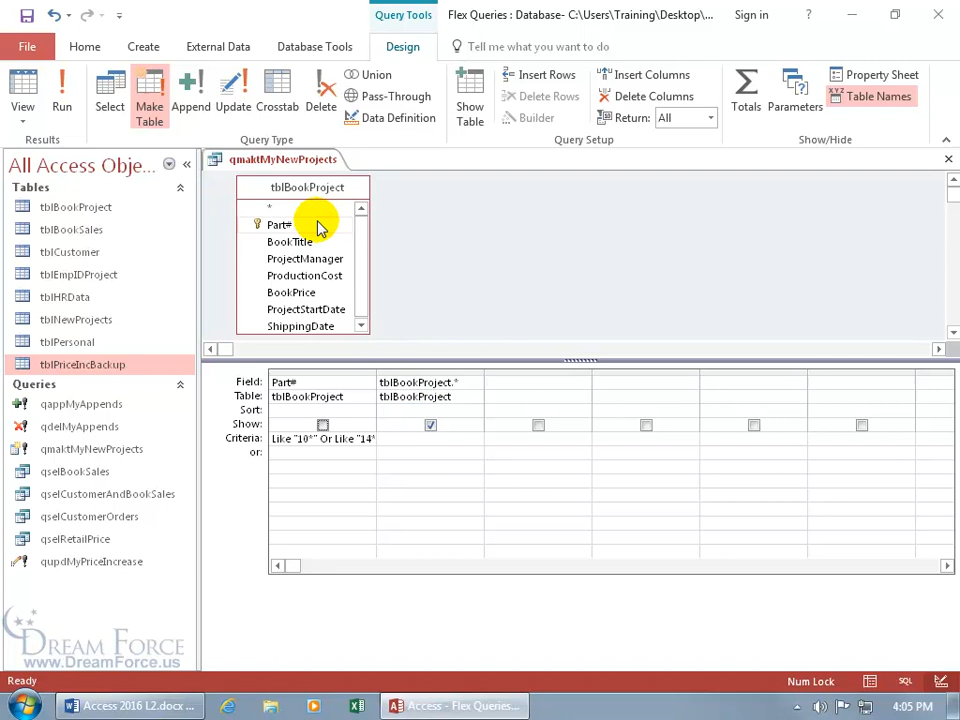 Query Tools
Flex Queries : Database- C:\Users\Training\Desktop\...
Sign in
?
File
Home
Create
External Data
Database Tools
Design
Tell me what you want to do
View
Run
Results
Select
Make Table
Append
Update
Crosstab
Delete
Union
Pass-Through
Data Definition
Query Type
Show Table
Insert Rows
Delete Rows
Builder
Insert Columns
Delete Columns
Return: All
Query Setup
Totals
Parameters
Property Sheet
Table Names
Show/Hide
All Access Obje...
Tables
tblBookProject
tblBookSales
tblCustomer
tblEmpIDProject
tblHRData
tblNewProjects
tblPersonal
tblPriceIncBackup
Queries
qappMyAppends
qdelMyAppends
qmaktMyNewProjects
qselBookSales
qselCustomerAndBookSales
qselCustomerOrders
qselRetailPrice
qupdMyPriceIncrease
qmaktMyNewProjects
tblBookProject
*
Part#
BookTitle
ProjectManager
ProductionCost
BookPrice
ProjectStartDate
ShippingDate
Field: Part# tblBookProject.*
Table: tblBookProject tblBookProject
Sort:
Show:
Criteria: Like "10*" Or Like "14*
or:
DREAM FORCE
www.DreamForce.us
Ready
Num Lock
SQL
Access 2016 L2.docx ...
Access - Flex Queries...
4:05 PM